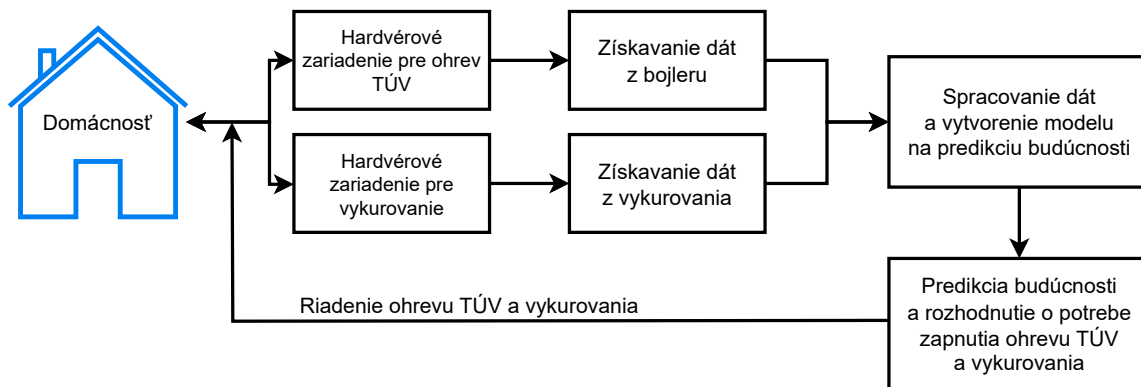 Domácnosť
Hardvérové
zariadenie pre ohrev
TÚV
Získavanie dát
z bojleru
Hardvérové
zariadenie pre
vykurovanie
Získavanie dát
z vykurovania
Spracovanie dát
a vytvorenie modelu
na predikciu budúcnosti
Predikcia budúcnosti
a rozhodnutie o potrebe
zapnutia ohrevu TÚV
a vykurovania
Riadenie ohrevu TÚV a vykurovania